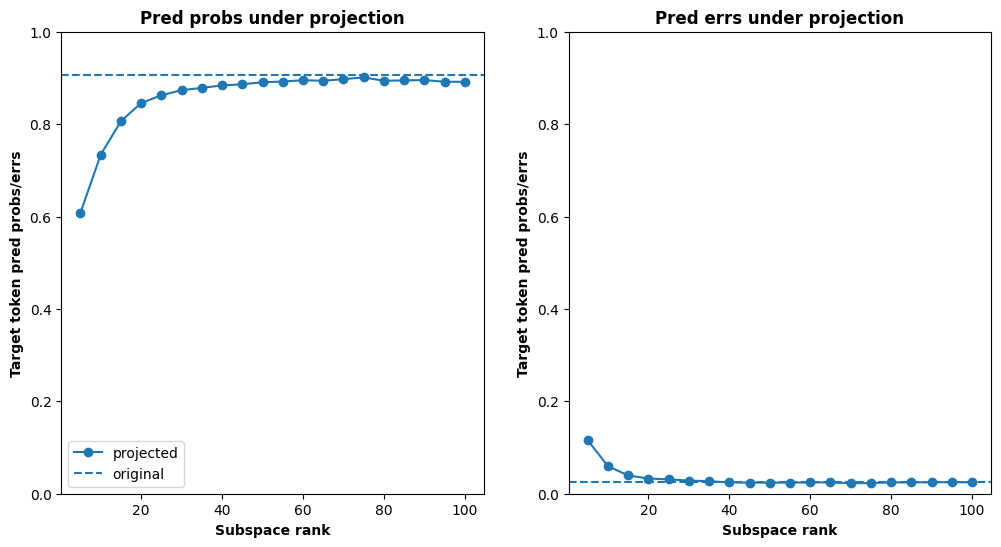 Pred probs under projection
Target token pred probs/errs
1.0
0.8
0.6
0.4
0.2
0.0
projected
original
20
40
60
80
100
Subspace rank
Pred errs under projection
Target token pred probs/errs
1.0
0.8
0.6
0.4
0.2
0.0
20
40
60
80
100
Subspace rank